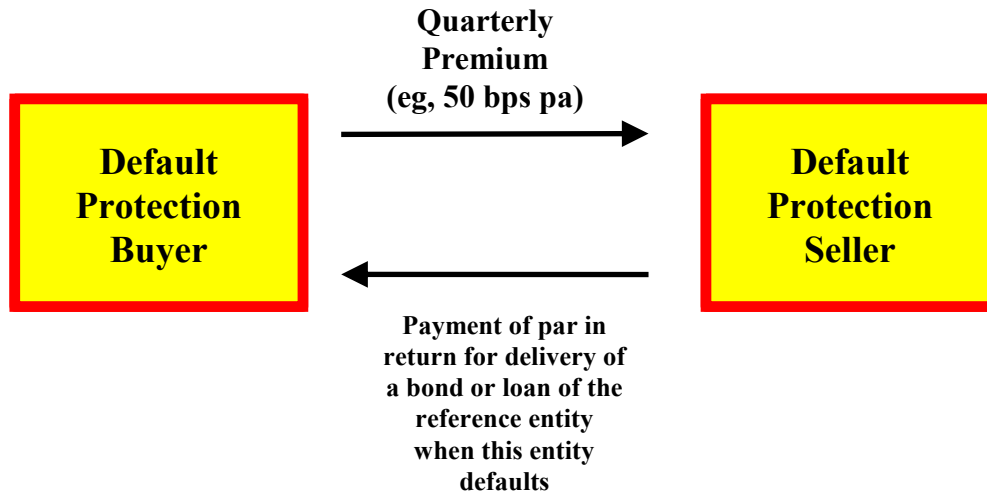 Quarterly
Premium
(eg, 50 bps pa)
Default
Protection
Buyer
Default
Protection
Seller
Payment of par in
return for delivery of
a bond or loan of the
reference entity
when this entity
defaults